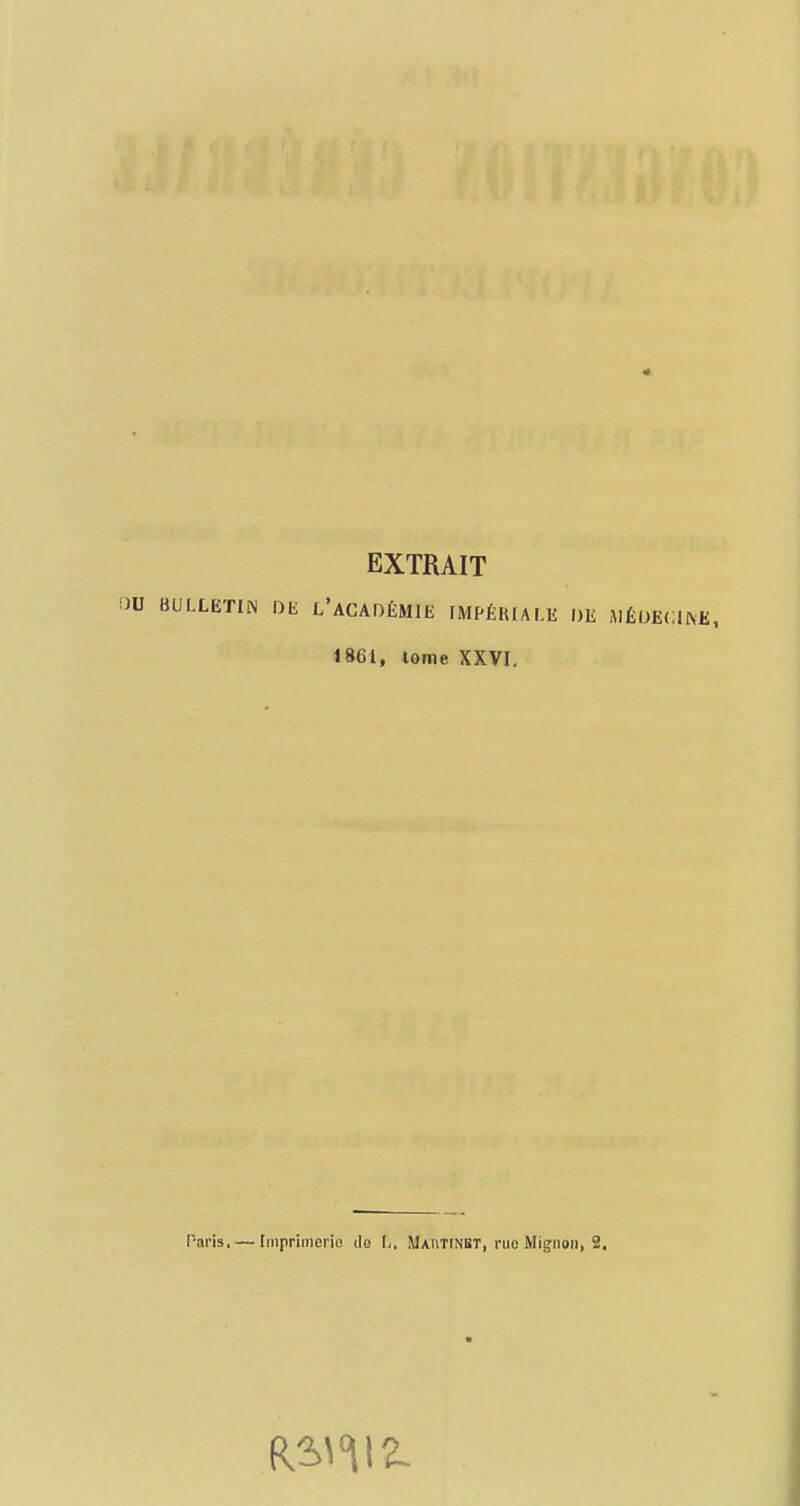 EXTRAIT
DU BULLETIN DE L'ACADÉMIE IMPÉRIALE DE MÉDECINE,
1861, tome XXVI.
Paris. — Imprimerie de L. MARTINET, rue Mignon, 2.
R31912